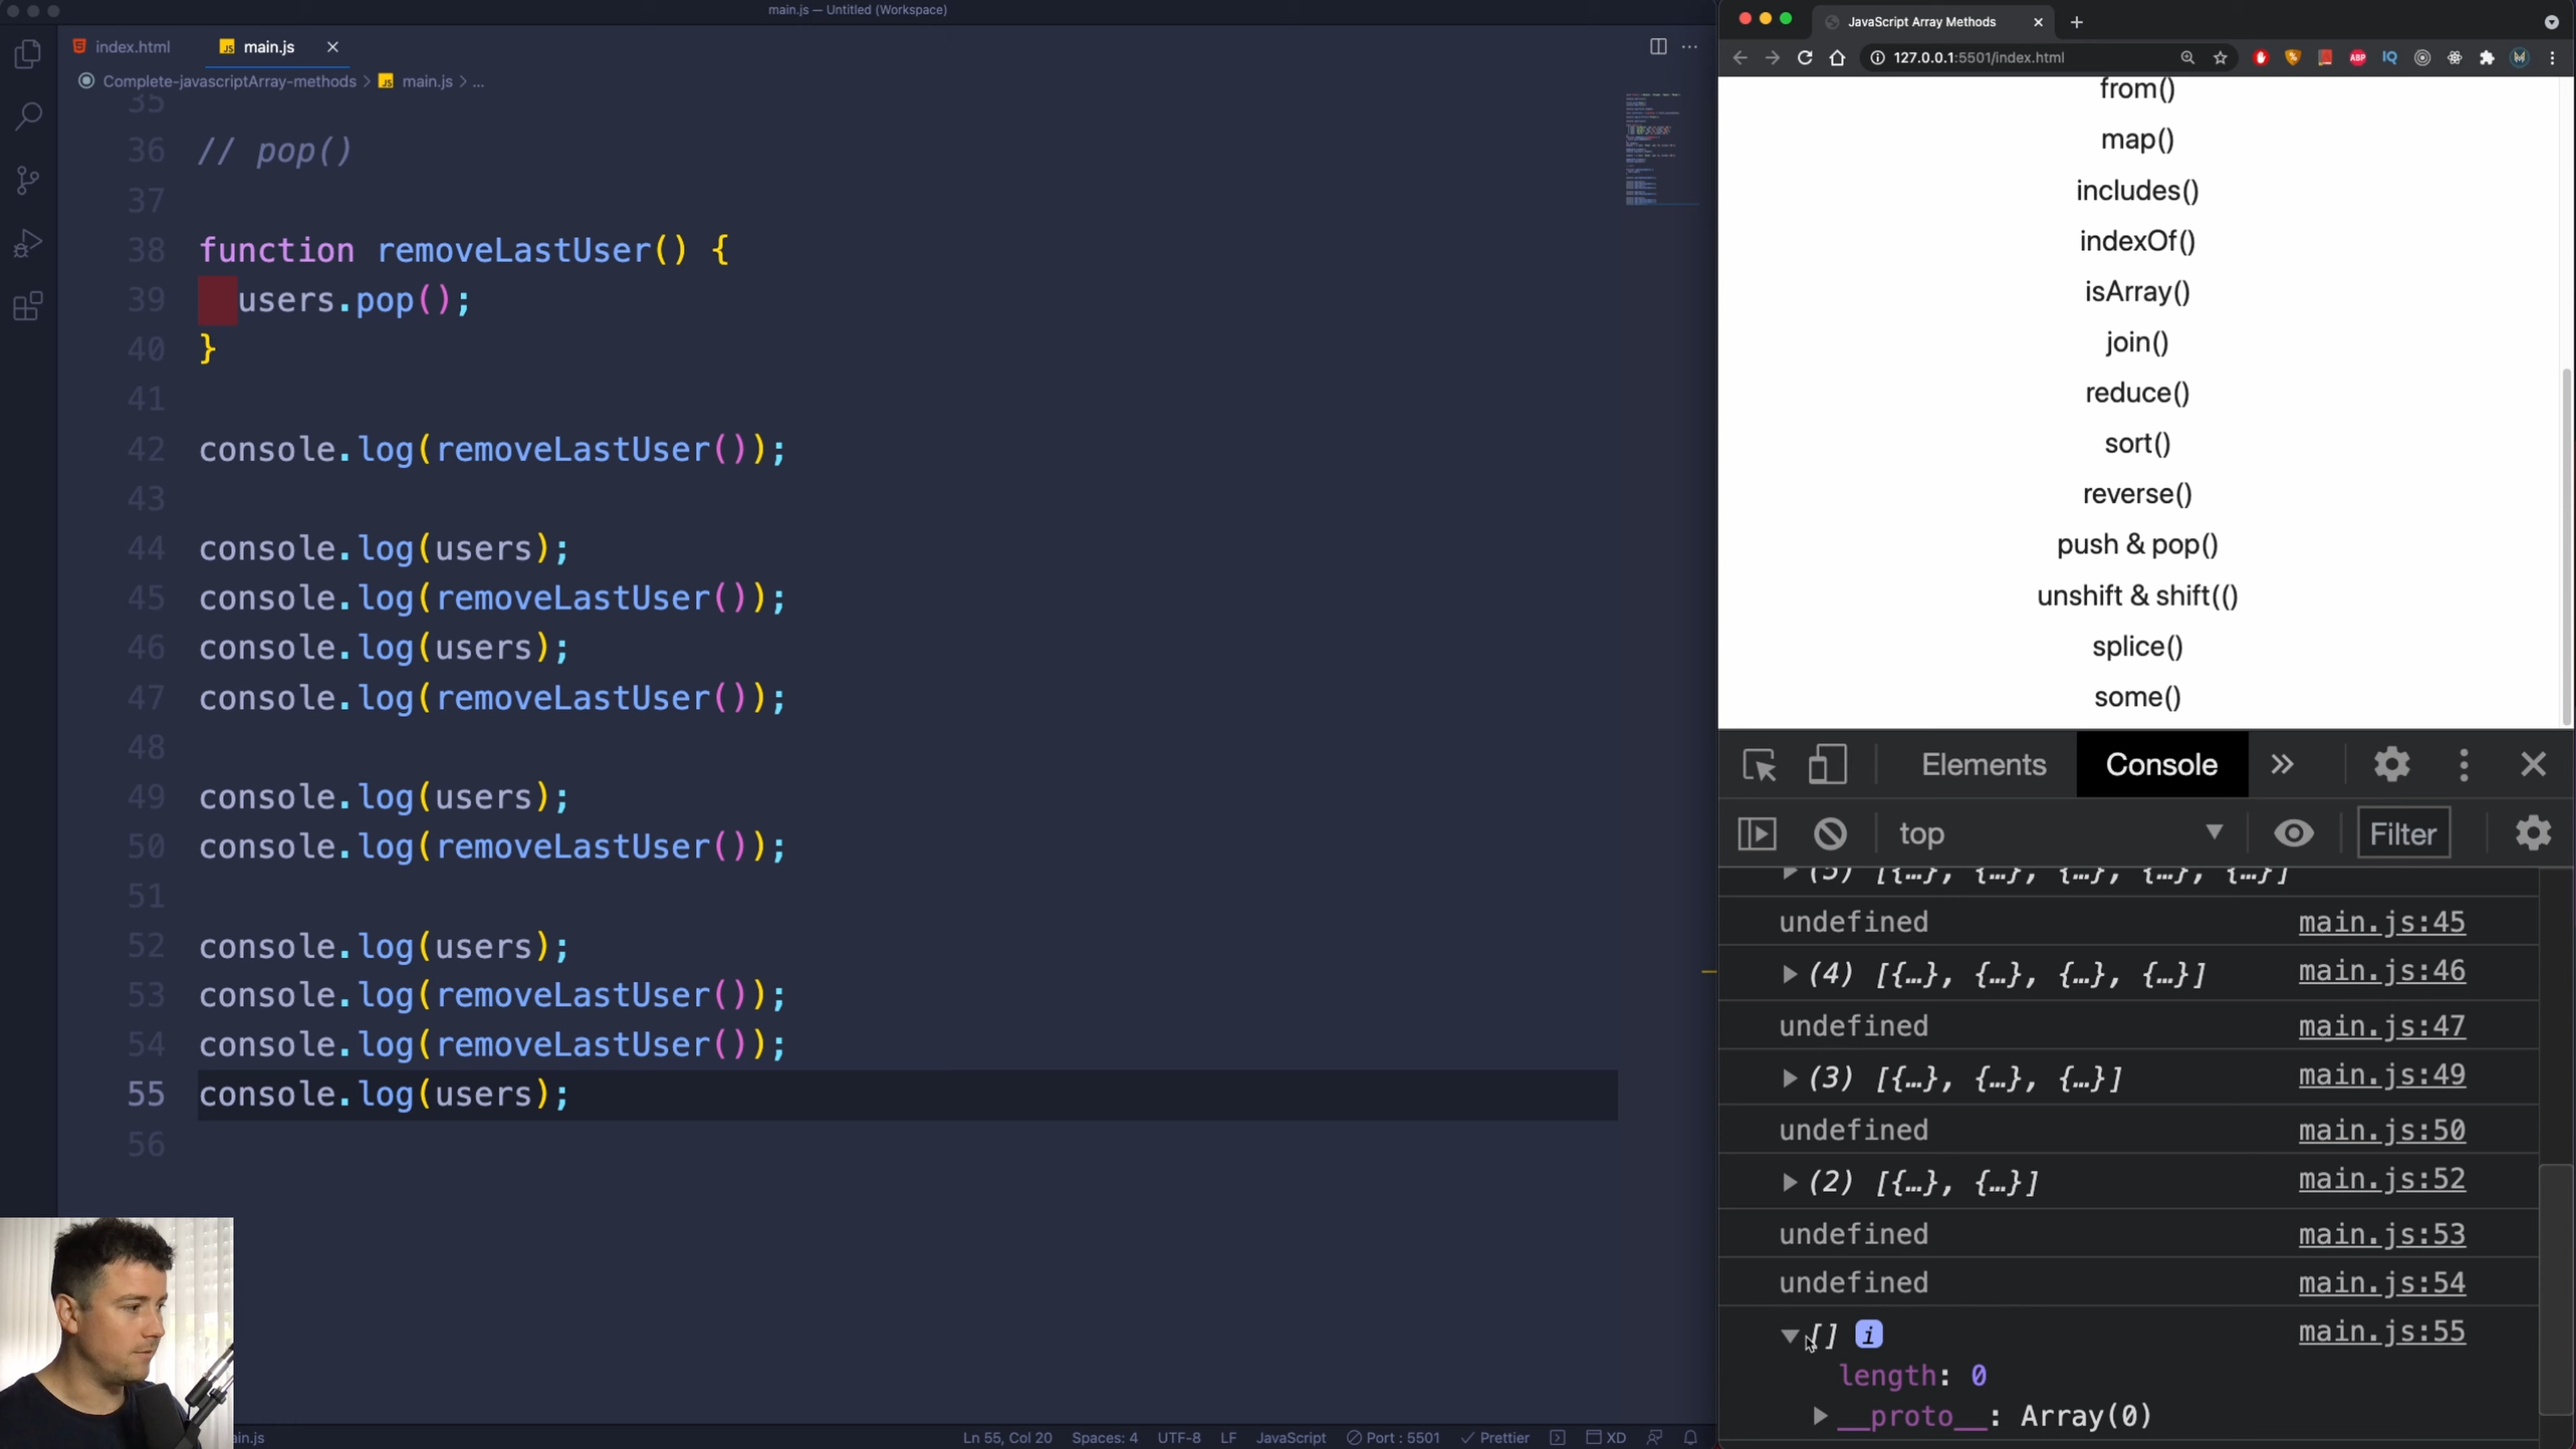 main.js — Untitled (Workspace)
index.html
JS main.js
Complete-javascriptArray-methods > JS main.js > ...
35
36 // pop()
37
38 function removeLastUser() {
39 users.pop();
40 }
41
42 console.log(removeLastUser());
43
44 console.log(users);
45 console.log(removeLastUser());
46 console.log(users);
47 console.log(removeLastUser());
48
49 console.log(users);
50 console.log(removeLastUser());
51
52 console.log(users);
53 console.log(removeLastUser());
54 console.log(removeLastUser());
55 console.log(users);
56
ain.js
Ln 55, Col 20 Spaces: 4 UTF-8 LF JavaScript Port : 5501 Prettier XD
JavaScript Array Methods
127.0.0.1:5501/index.html
ABP
IQ
from()
map()
includes()
indexOf()
isArray()
join()
reduce()
sort()
reverse()
push & pop()
unshift & shift(()
splice()
some()
Elements Console
top Filter
(5) [{…}, {…}, {…}, {…}, {…}]
undefined main.js:45
(4) [{…}, {…}, {…}, {…}] main.js:46
undefined main.js:47
(3) [{…}, {…}, {…}] main.js:49
undefined main.js:50
(2) [{…}, {…}] main.js:52
undefined main.js:53
undefined main.js:54
[] i main.js:55
length: 0
__proto__: Array(0)